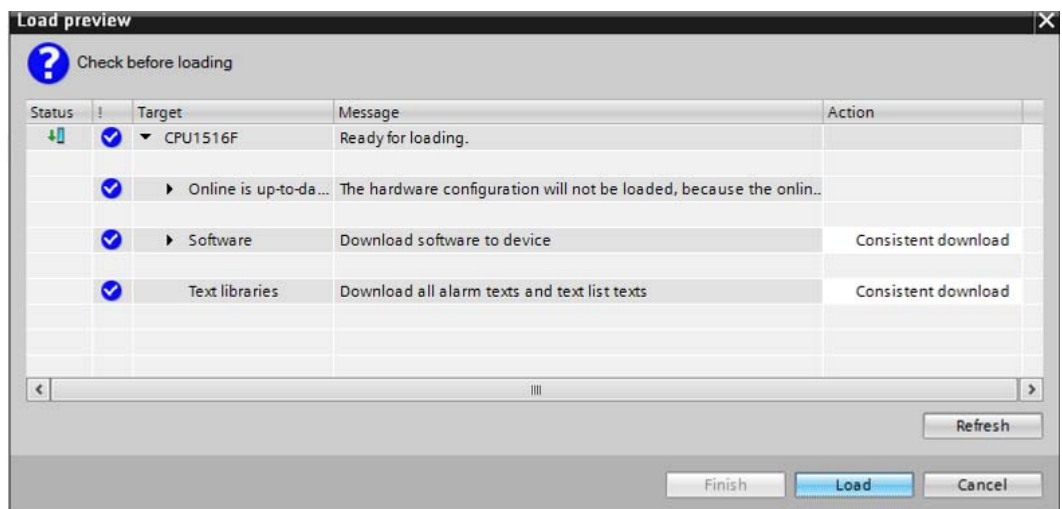 Load preview
Check before loading
Status ! Target Message Action
CPU1516F Ready for loading.
Online is up-to-da... The hardware configuration will not be loaded, because the onlin..
Software Download software to device Consistent download
Text libraries Download all alarm texts and text list texts Consistent download
Refresh
Finish Load Cancel